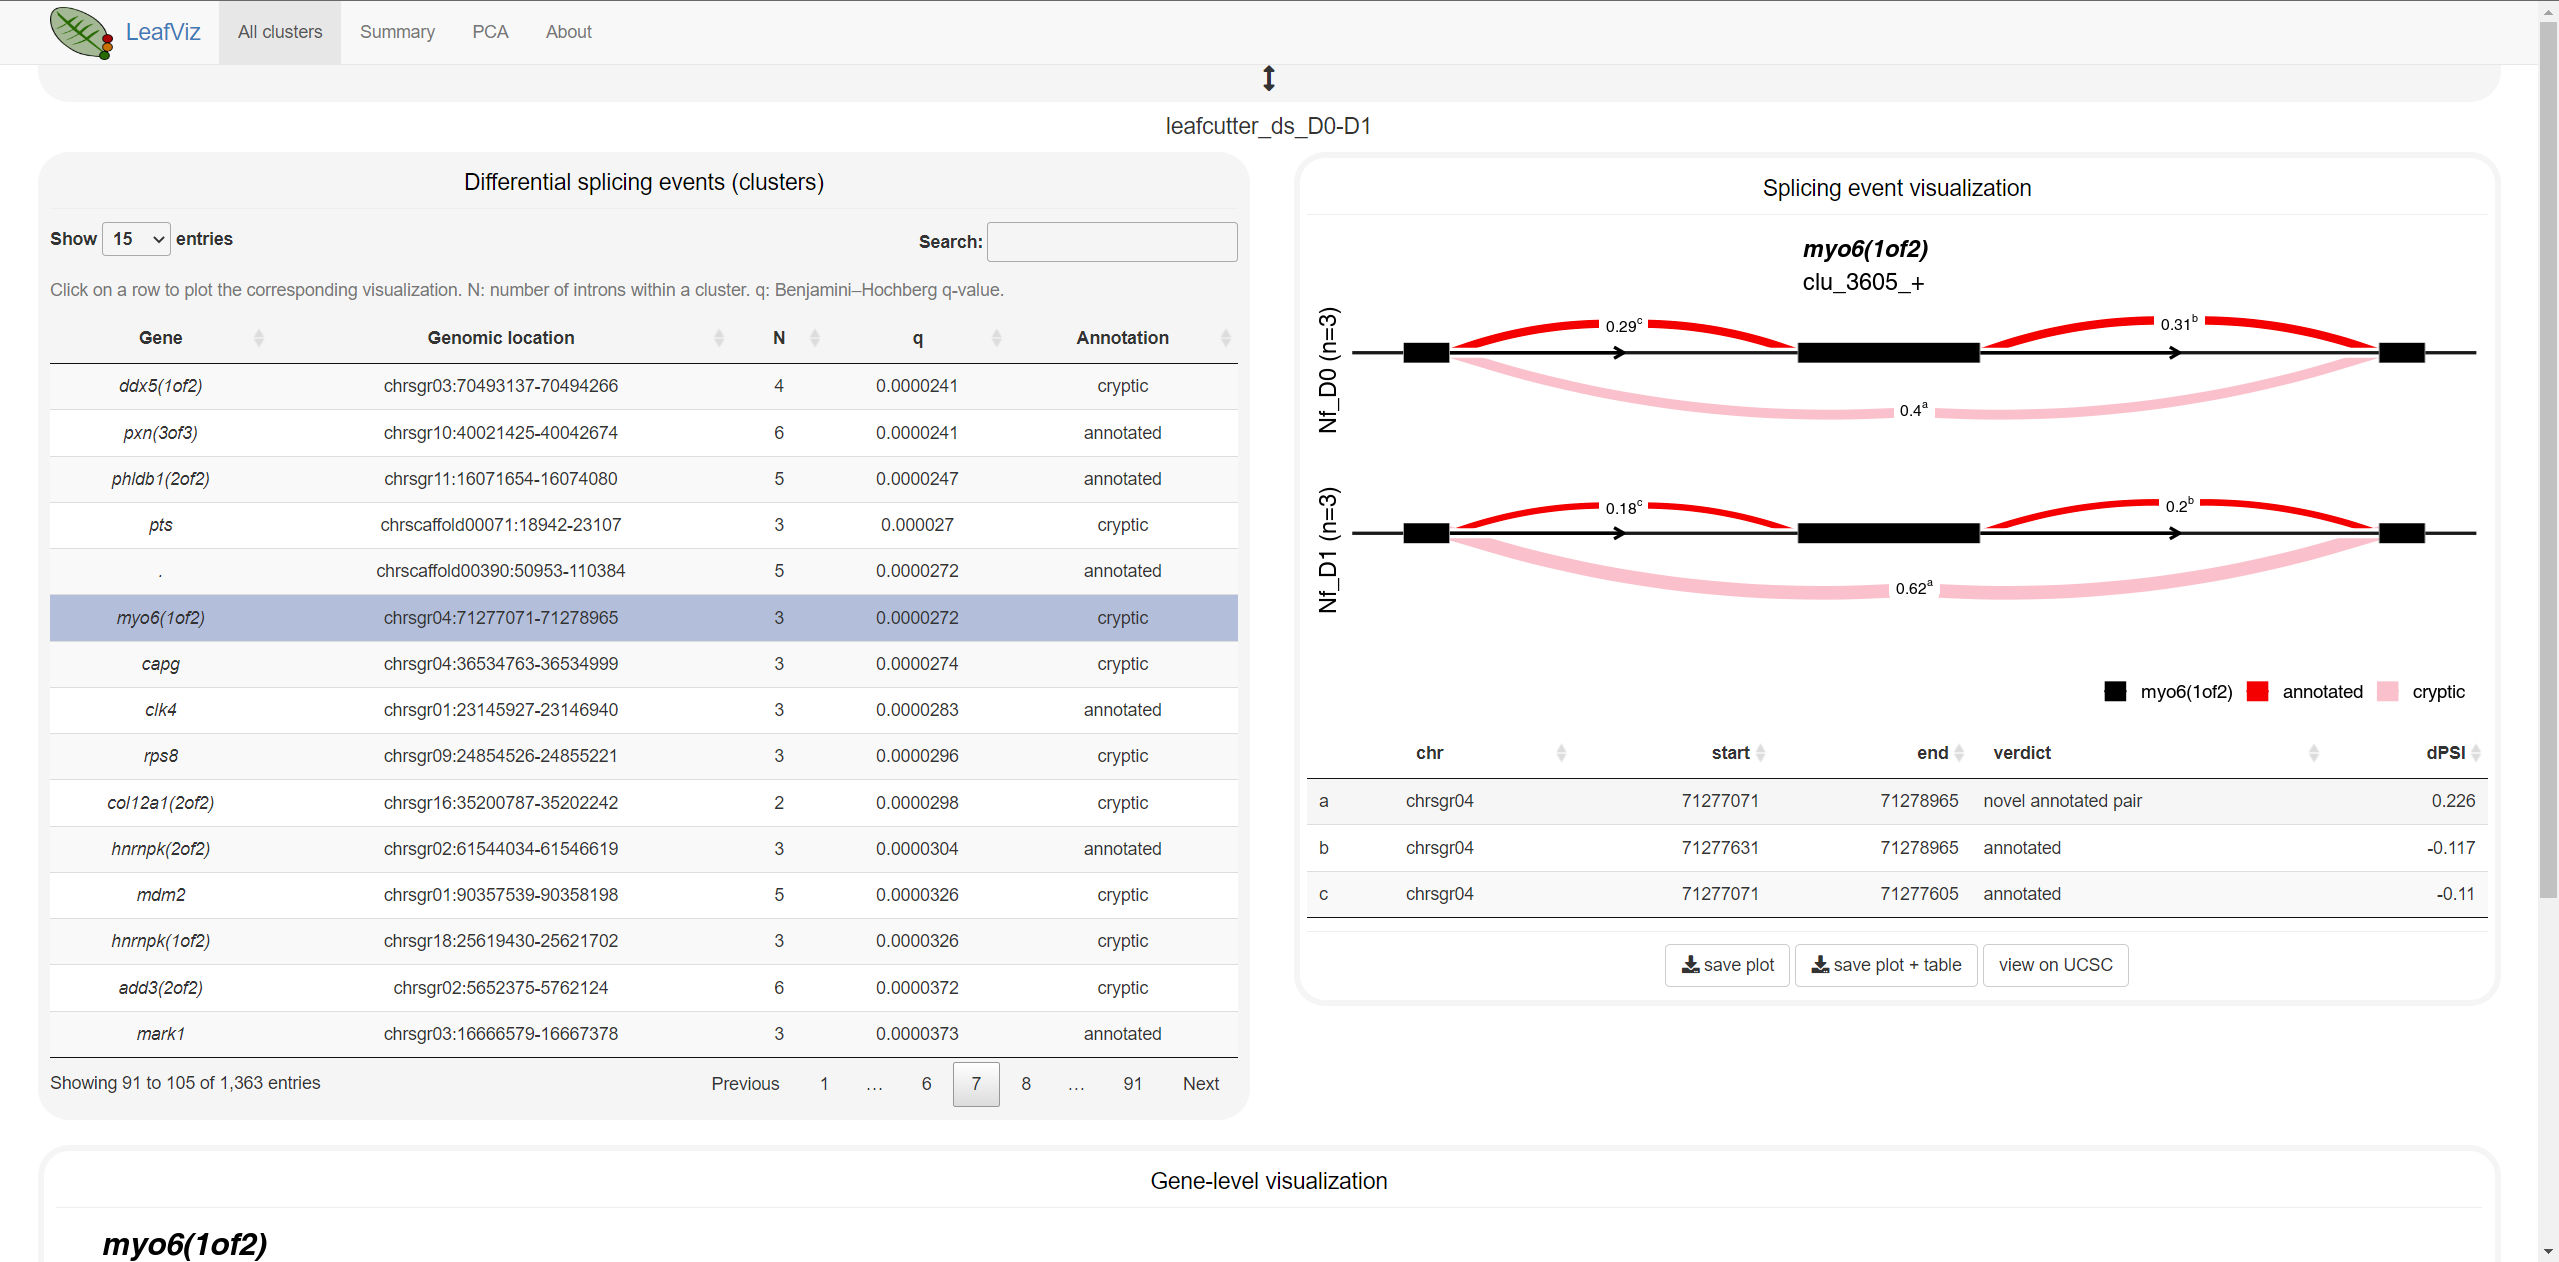 LeafViz All clusters Summary PCA About
leafcutter_ds_D0-D1
Differential splicing events (clusters)
Show 15 entries Search:
Click on a row to plot the corresponding visualization. N: number of introns within a cluster. q: Benjamini–Hochberg q-value.
Gene Genomic location N q Annotation
ddx5(1of2) chrsgr03:70493137-70494266 4 0.0000241 cryptic
pxn(3of3) chrsgr10:40021425-40042674 6 0.0000241 annotated
phldb1(2of2) chrsgr11:16071654-16074080 5 0.0000247 annotated
pts chrscaffold00071:18942-23107 3 0.000027 cryptic
. chrscaffold00390:50953-110384 5 0.0000272 annotated
myo6(1of2) chrsgr04:71277071-71278965 3 0.0000272 cryptic
capg chrsgr04:36534763-36534999 3 0.0000274 cryptic
clk4 chrsgr01:23145927-23146940 3 0.0000283 annotated
rps8 chrsgr09:24854526-24855221 3 0.0000296 cryptic
col12a1(2of2) chrsgr16:35200787-35202242 2 0.0000298 cryptic
hnrnpk(2of2) chrsgr02:61544034-61546619 3 0.0000304 annotated
mdm2 chrsgr01:90357539-90358198 5 0.0000326 cryptic
hnrnpk(1of2) chrsgr18:25619430-25621702 3 0.0000326 cryptic
add3(2of2) chrsgr02:5652375-5762124 6 0.0000372 cryptic
mark1 chrsgr03:16666579-16667378 3 0.0000373 annotated
Showing 91 to 105 of 1,363 entries Previous 1 … 6 7 8 … 91 Next
Splicing event visualization
myo6(1of2)
clu_3605_+
Nf_D0 (n=3)
0.29c 0.31b
0.4a
Nf_D1 (n=3)
0.18c 0.2b
0.62a
myo6(1of2) annotated cryptic
chr start end verdict dPSI
a chrsgr04 71277071 71278965 novel annotated pair 0.226
b chrsgr04 71277631 71278965 annotated -0.117
c chrsgr04 71277071 71277605 annotated -0.11
save plot save plot + table view on UCSC
Gene-level visualization
myo6(1of2)